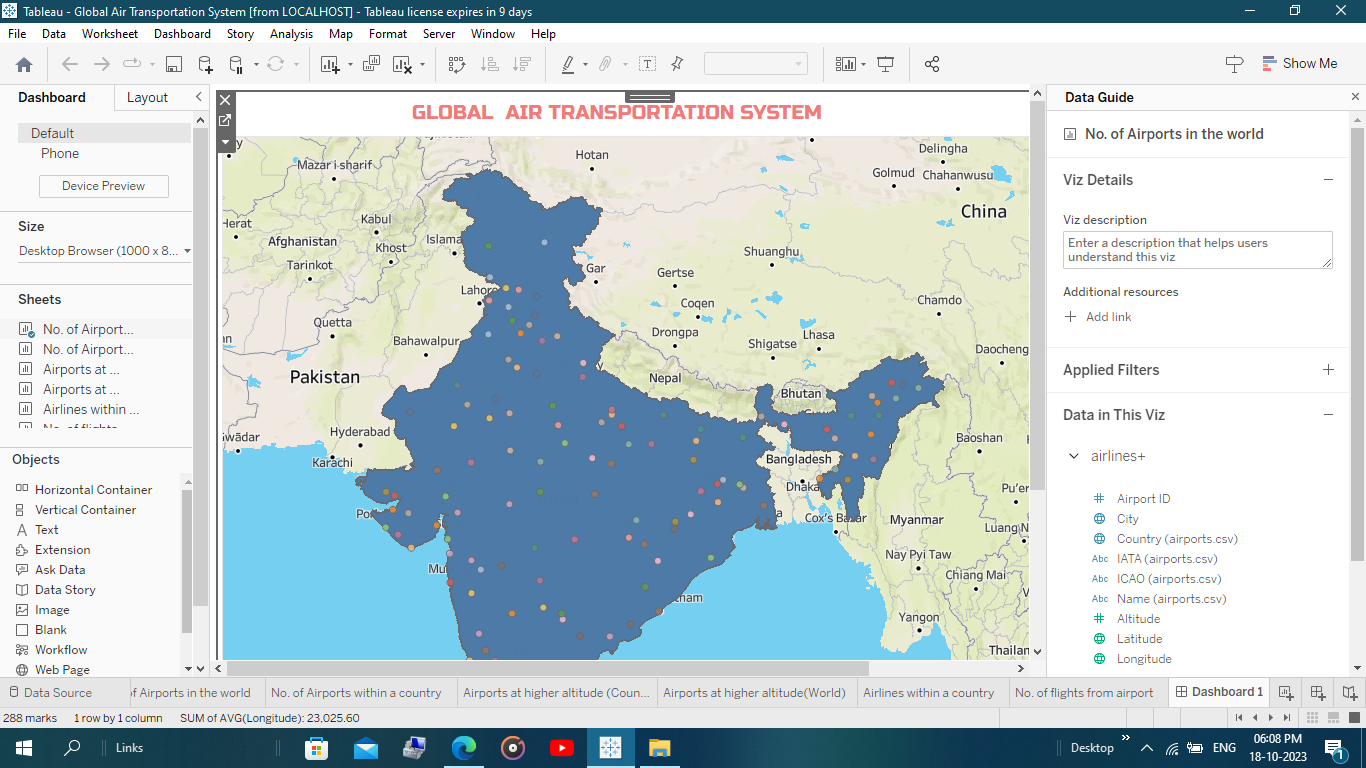 Tableau - Global Air Transportation System [from LOCALHOST] - Tableau license expires in 9 days
File Data Worksheet Dashboard Story Analysis Map Format Server Window Help
Show Me
Dashboard Layout
Default
Phone
Device Preview
Size
Desktop Browser (1000 x 8...
Sheets
No. of Airport...
No. of Airport...
Airports at ...
Airports at ...
Airlines within ...
No. of flights
Objects
Horizontal Container
Vertical Container
Text
Extension
Ask Data
Data Story
Image
Blank
Workflow
Web Page
GLOBAL AIR TRANSPORTATION SYSTEM
Hotan
Delingha
Mazar-i-sharif
Golmud Chahanwusu
China
Herat
Kabul
Afghanistan
Khost
Islama
Tarinkot
Shuanghu
Gar
Gertse
Lahore
Coqen
Chamdo
Quetta
Drongpa
Lhasa
Bahawalpur
Shigatse
Daocheng
Pakistan
Nepal
Bhutan
Gwādar
Hyderabad
Baoshan
Karachi
Bangladesh
Dhaka
Pu'er
Po
Cox's Bazar
Myanmar
Luang N
Nay Pyi Taw
Mu
Chiang Mai
ham
Yangon
Thailan
Data Guide
No. of Airports in the world
Viz Details
Viz description
Enter a description that helps users
understand this viz
Additional resources
Add link
Applied Filters
Data in This Viz
airlines+
Airport ID
City
Country (airports.csv)
Abc IATA (airports.csv)
Abc ICAO (airports.csv)
Abc Name (airports.csv)
Altitude
Latitude
Longitude
Data Source of Airports in the world No. of Airports within a country Airports at higher altitude (Coun... Airports at higher altitude(World) Airlines within a country No. of flights from airport Dashboard 1
288 marks 1 row by 1 column SUM of AVG(Longitude): 23,025.60
Links
Desktop
ENG
06:08 PM
18-10-2023
1